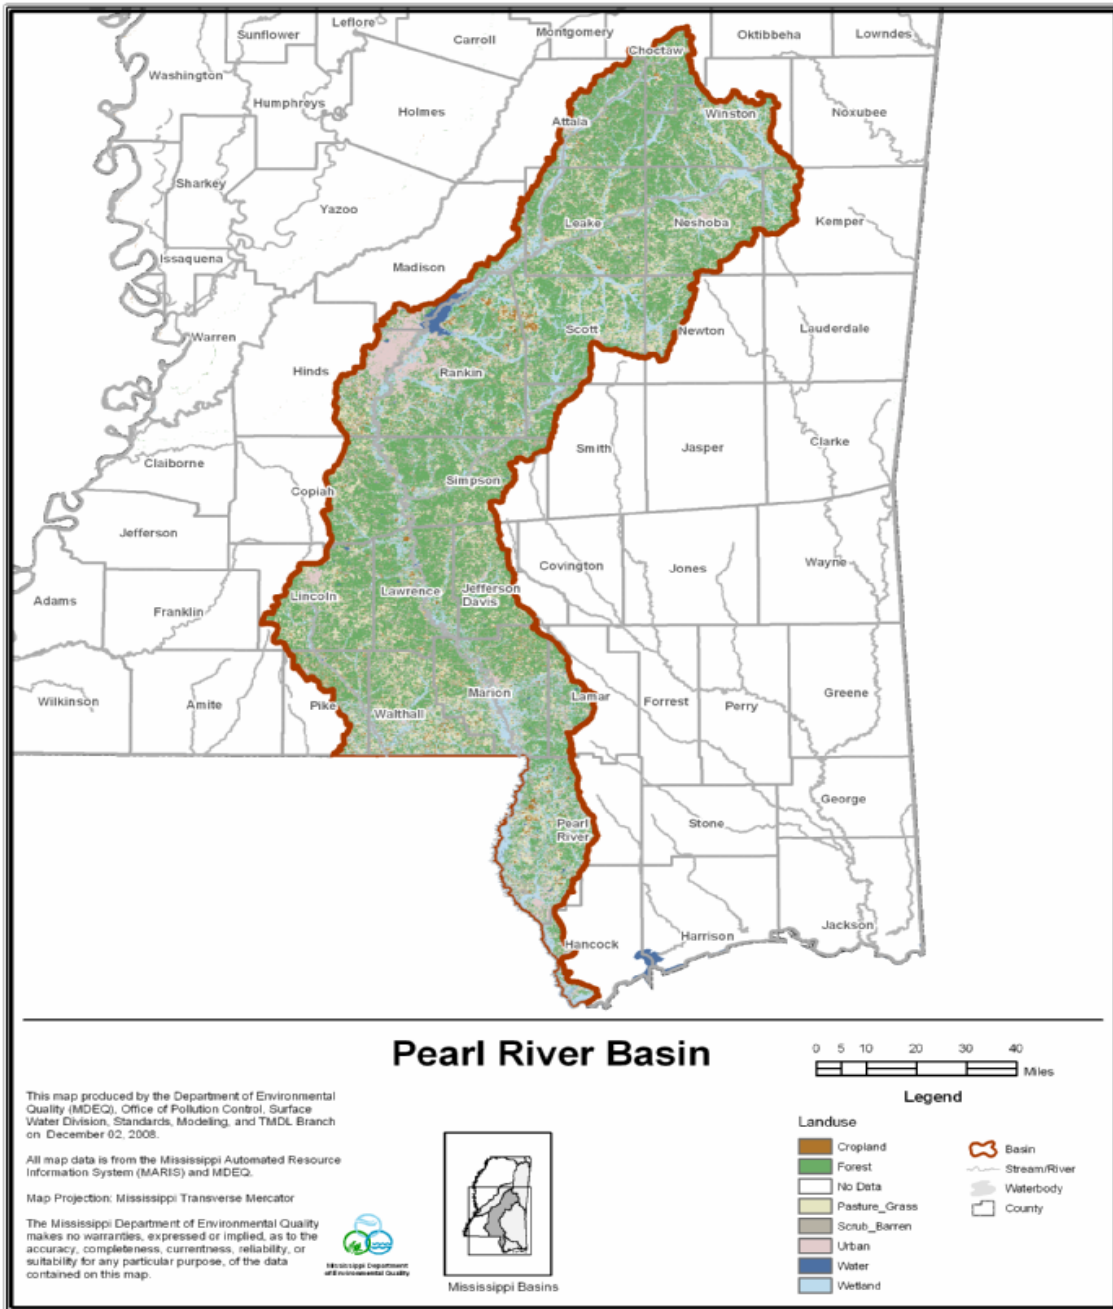 Leflore
Sunflower
Carroll
Montgomery
Oktibbeha
Lowndes
Choctaw
Washington
Humphreys
Holmes
Attala
Winston
Noxubee
Sharkey
Yazoo
Leake
Neshoba
Kemper
Issaquena
Madison
Warren
Scott
Newton
Lauderdale
Hinds
Rankin
Smith
Jasper
Clarke
Claiborne
Copiah
Simpson
Jefferson
Covington
Jones
Wayne
Adams
Franklin
Lincoln
Lawrence
Jefferson
Davis
Wilkinson
Amite
Pike
Walthall
Marion
Lamar
Forrest
Perry
Greene
George
Pearl
River
Stone
Hancock
Harrison
Jackson
Pearl River Basin
0 5 10 20 30 40
Miles
This map produced by the Department of Environmental
Quality (MDEQ), Office of Pollution Control, Surface
Water Division, Standards, Modeling, and TMDL Branch
on December 02, 2008.
All map data is from the Mississippi Automated Resource
Information System (MARIS) and MDEQ.
Map Projection: Mississippi Transverse Mercator
The Mississippi Department of Environmental Quality
makes no warranties, expressed or implied, as to the
accuracy, completeness, currentness, reliability, or
suitability for any particular purpose, of the data
contained on this map.
Mississippi Department
of Environmental Quality
Mississippi Basins
Legend
Landuse
Cropland
Forest
No Data
Pasture_Grass
Scrub_Barren
Urban
Water
Wetland
Basin
Stream/River
Waterbody
County